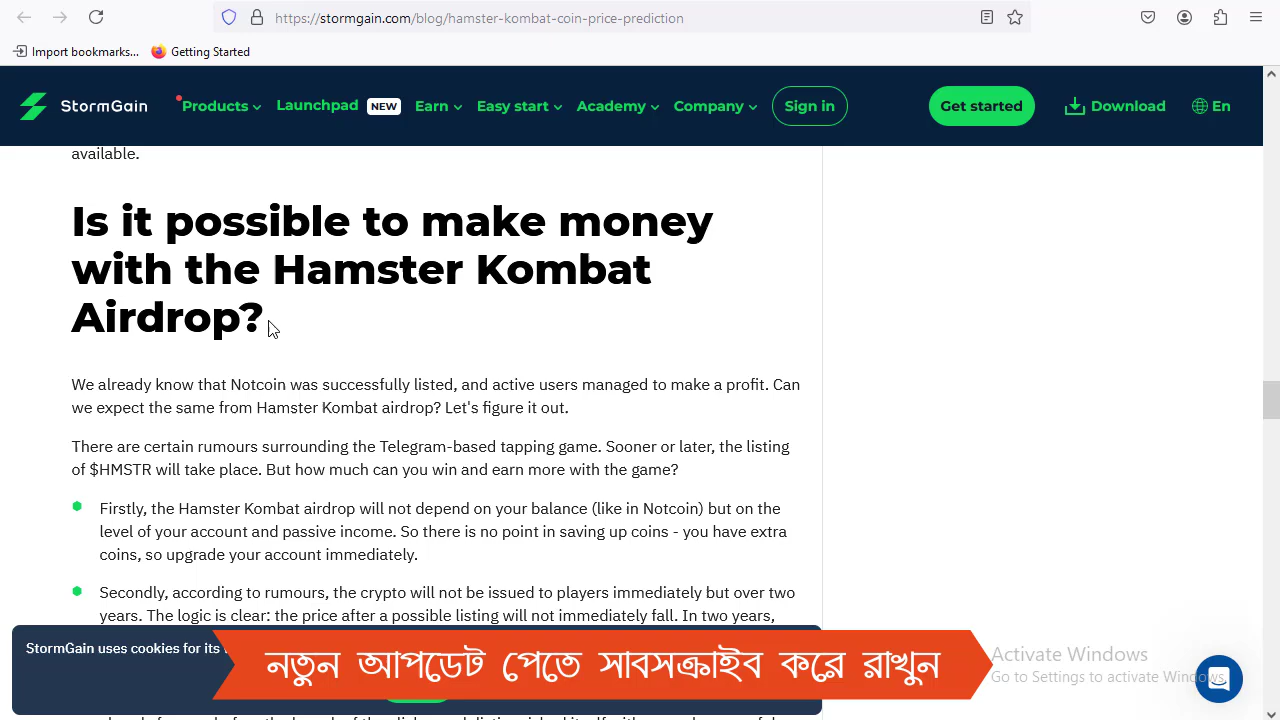 https://stormgain.com/blog/hamster-kombat-coin-price-prediction
Import bookmarks...
Getting Started
StormGain
Products
Launchpad NEW
Earn
Easy start
Academy
Company
Sign in
Get started
Download
En
available.
Is it possible to make money
with the Hamster Kombat
Airdrop?
We already know that Notcoin was successfully listed, and active users managed to make a profit. Can
we expect the same from Hamster Kombat airdrop? Let's figure it out.
There are certain rumours surrounding the Telegram-based tapping game. Sooner or later, the listing
of $HMSTR will take place. But how much can you win and earn more with the game?
Firstly, the Hamster Kombat airdrop will not depend on your balance (like in Notcoin) but on the
level of your account and passive income. So there is no point in saving up coins - you have extra
coins, so upgrade your account immediately.
Secondly, according to rumours, the crypto will not be issued to players immediately but over two
years. The logic is clear: the price after a possible listing will not immediately fall. In two years,
StormGain uses cookies for its
নতুন আপডেট পেতে সাবসক্রাইব করে রাখুন
Activate Windows
Go to Settings to activate Windows.